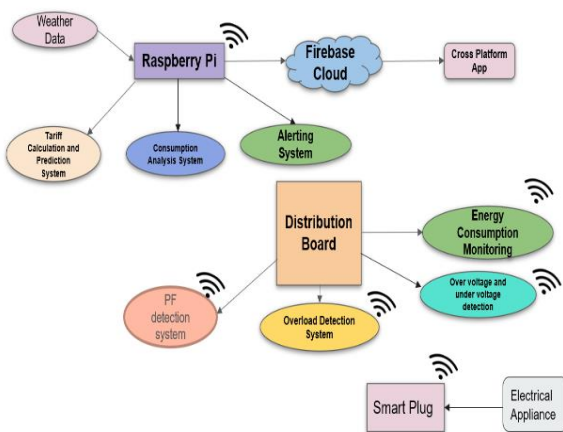 Weather
Data
Raspberry Pi
Firebase
Cloud
Cross Platform
App
Tariff
Calculation and
Prediction
System
Consumption
Analysis System
Alerting
System
Distribution
Board
Energy
Consumption
Monitoring
PF
detection
system
Overload Detection
System
Over voltage and
under voltage
detection
Smart Plug
Electrical
Appliance